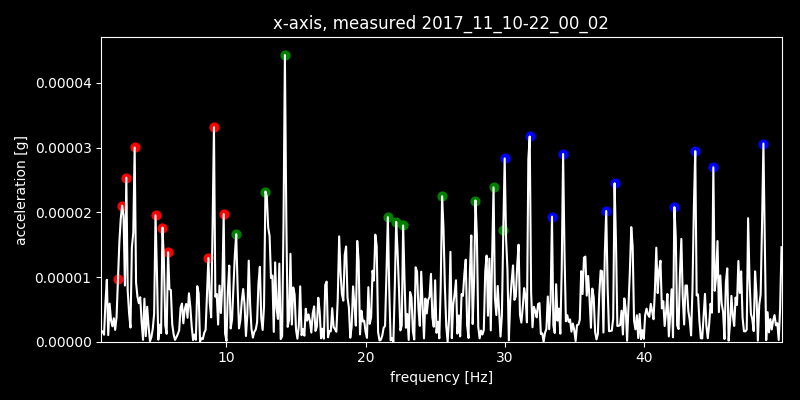 x-axis, measured 2017_11_10-22_00_02
0.00004
0.00003
0.00002
0.00001
0.00000
acceleration [g]
10 20 30 40
frequency [Hz]